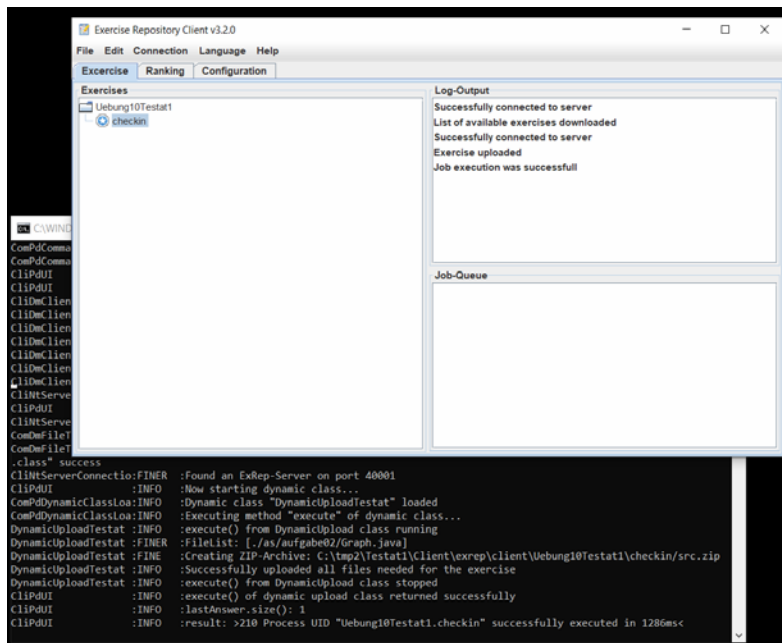 Exercise Repository Client v3.2.0
File Edit Connection Language Help
Excercise Ranking Configuration
Exercises
Uebung10Testat1
checkin
Log-Output
Successfully connected to server
List of available exercises downloaded
Successfully connected to server
Exercise uploaded
Job execution was successfull
Job-Queue
C:\WIND
ComPdComma
ComPdComma
CliPdUI
CliPdUI
CliDmClien
CliDmClien
CliDmClien
CliDmClien
CliDmClien
CliDmClien
CliDmClien
CliNtServe
CliPdUI
CliNtServe
ComDmFileT
ComDmFileT
.class" success
CliNtServerConnectio:FINER :Found an ExRep-Server on port 40001
CliPdUI :INFO :Now starting dynamic class...
ComPdDynamicClassLoa:INFO :Dynamic class "DynamicUploadTestat" loaded
ComPdDynamicClassLoa:INFO :Executing method "execute" of dynamic class...
DynamicUploadTestat :INFO :execute() from DynamicUpload class running
DynamicUploadTestat :FINER :FileList: [./as/aufgabe02/Graph.java]
DynamicUploadTestat :FINE :Creating ZIP-Archive: C:\tmp2\Testat1\Client\exrep\client\Uebung10Testat1\checkin/src.zip
DynamicUploadTestat :INFO :Successfully uploaded all files needed for the exercise
DynamicUploadTestat :INFO :execute() from DynamicUpload class stopped
CliPdUI :INFO :execute() of dynamic upload class returned successfully
CliPdUI :INFO :lastAnswer.size(): 1
CliPdUI :INFO :result: >210 Process UID "Uebung10Testat1.checkin" successfully executed in 1286ms<